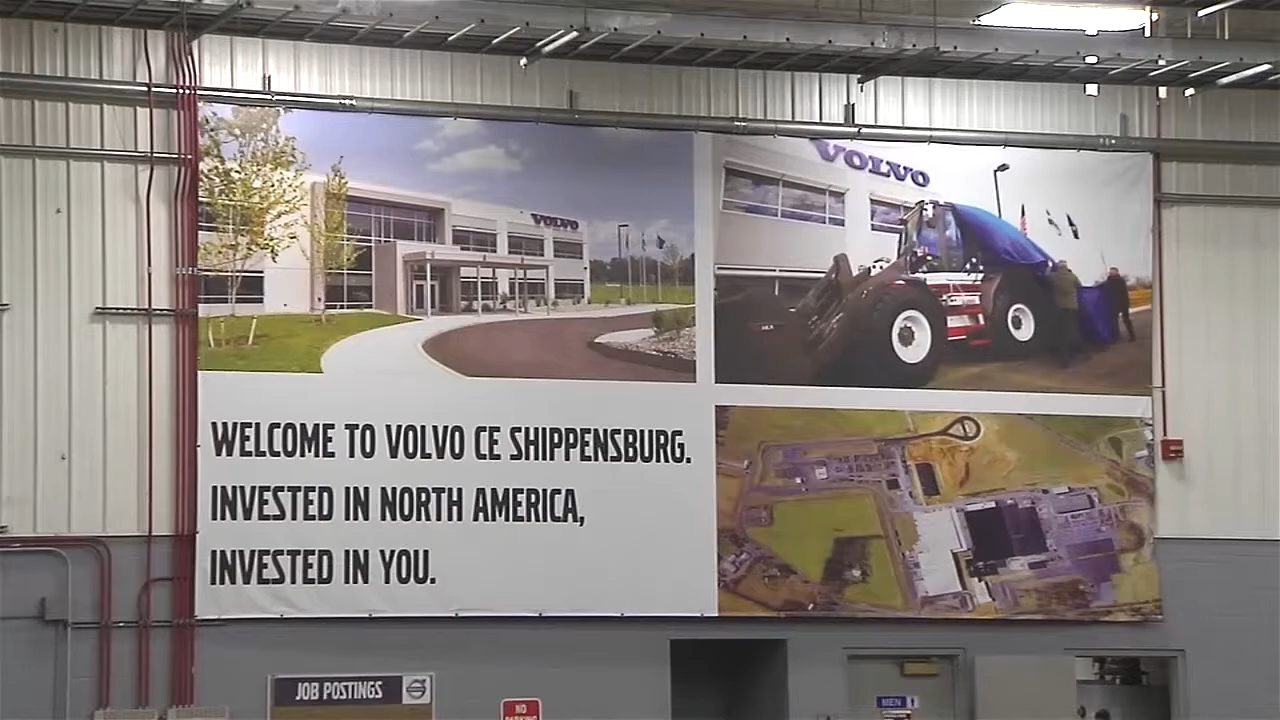 VOLVO
VOLVO
WELCOME TO VOLVO CE SHIPPENSBURG.
INVESTED IN NORTH AMERICA,
INVESTED IN YOU.
JOB POSTINGS
NO
PARKING
MEN